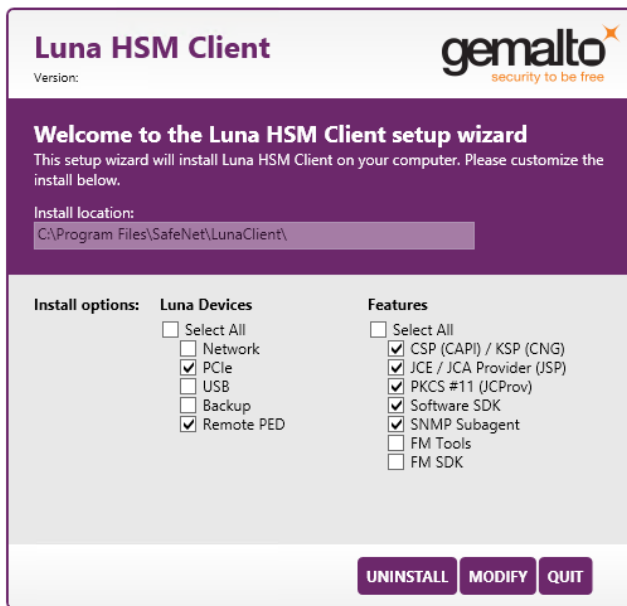 Luna HSM Client
Version:
gemalto
security to be free
Welcome to the Luna HSM Client setup wizard
This setup wizard will install Luna HSM Client on your computer. Please customize the
install below.
Install location:
C:\Program Files\SafeNet\LunaClient\
Install options:
Luna Devices
Select All
Network
PCIe
USB
Backup
Remote PED
Features
Select All
CSP (CAPI) / KSP (CNG)
JCE / JCA Provider (JSP)
PKCS #11 (JCProv)
Software SDK
SNMP Subagent
FM Tools
FM SDK
UNINSTALL
MODIFY
QUIT